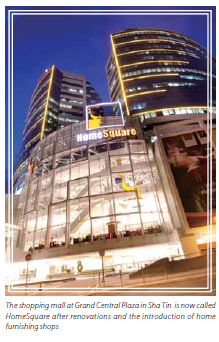 HomeSquare
The shopping mall at Grand Central Plaza in Sha Tin is now called
HomeSquare after renovations and the introduction of home
furnishing shops